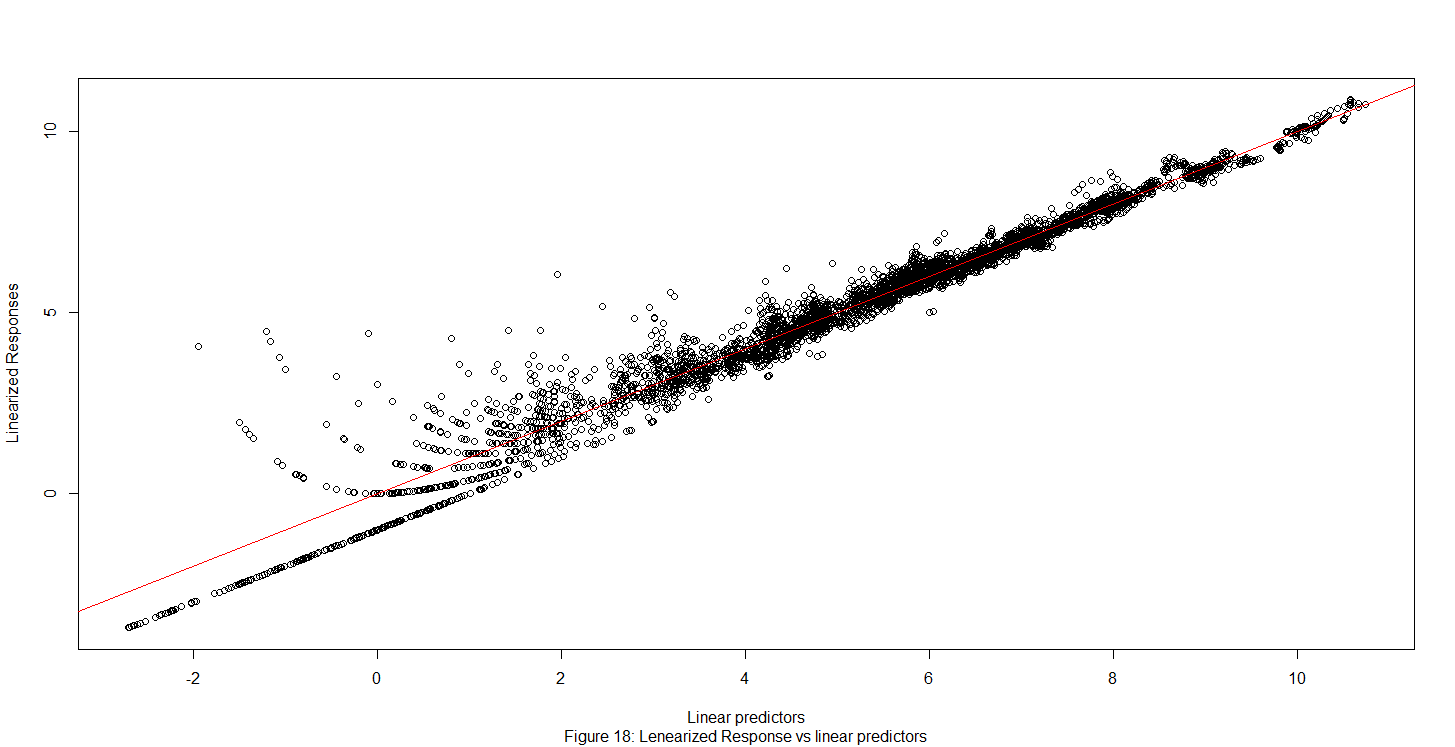 Linearized Responses
10
5
0
-2 0 2 4 6 8 10
Linear predictors
Figure 18: Lenearized Response vs linear predictors